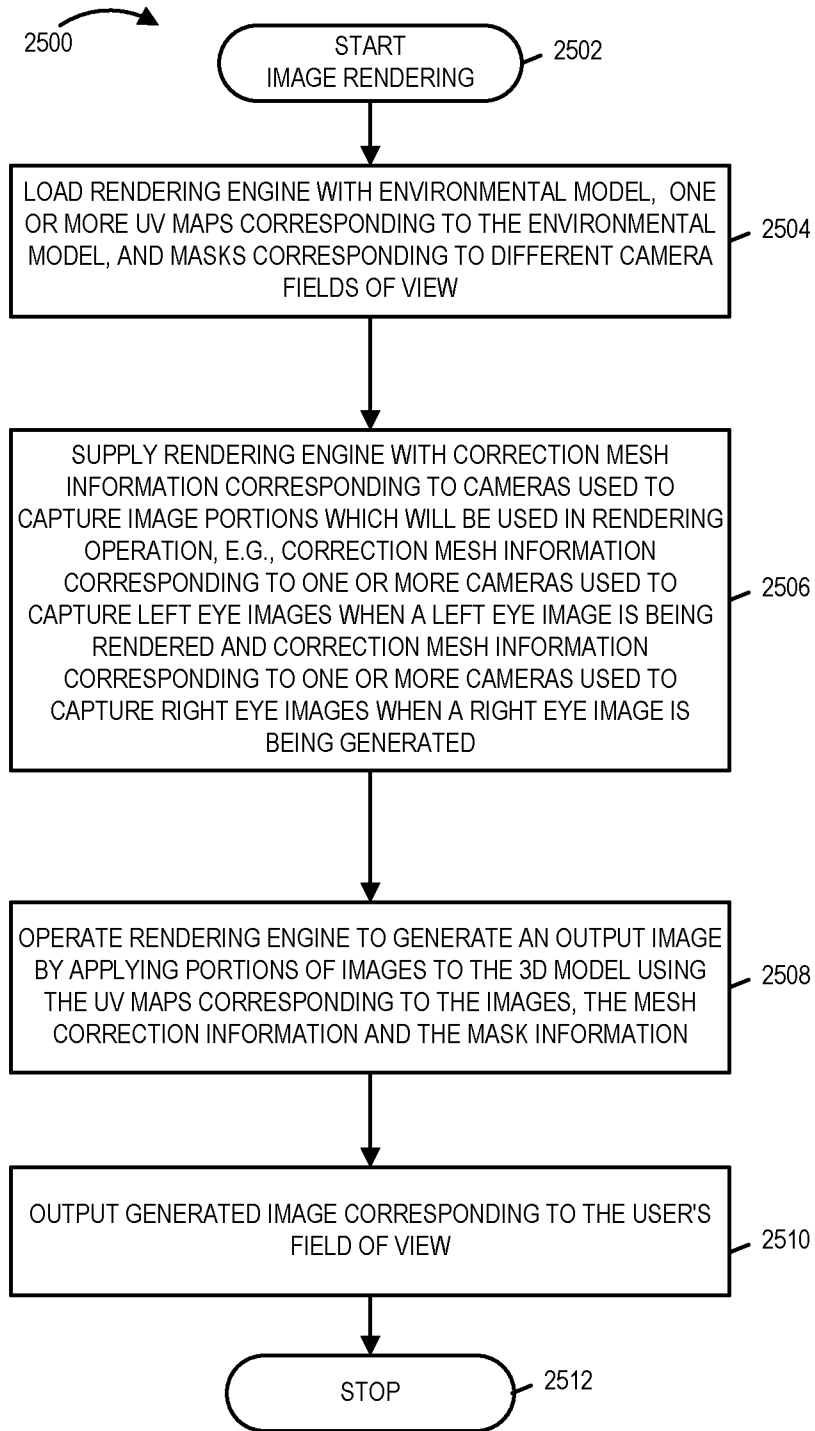 2500
START
IMAGE RENDERING
2502
LOAD RENDERING ENGINE WITH ENVIRONMENTAL MODEL, ONE
OR MORE UV MAPS CORRESPONDING TO THE ENVIRONMENTAL
MODEL, AND MASKS CORRESPONDING TO DIFFERENT CAMERA
FIELDS OF VIEW
2504
SUPPLY RENDERING ENGINE WITH CORRECTION MESH
INFORMATION CORRESPONDING TO CAMERAS USED TO
CAPTURE IMAGE PORTIONS WHICH WILL BE USED IN RENDERING
OPERATION, E.G., CORRECTION MESH INFORMATION
CORRESPONDING TO ONE OR MORE CAMERAS USED TO
CAPTURE LEFT EYE IMAGES WHEN A LEFT EYE IMAGE IS BEING
RENDERED AND CORRECTION MESH INFORMATION
CORRESPONDING TO ONE OR MORE CAMERAS USED TO
CAPTURE RIGHT EYE IMAGES WHEN A RIGHT EYE IMAGE IS
BEING GENERATED
2506
OPERATE RENDERING ENGINE TO GENERATE AN OUTPUT IMAGE
BY APPLYING PORTIONS OF IMAGES TO THE 3D MODEL USING
THE UV MAPS CORRESPONDING TO THE IMAGES, THE MESH
CORRECTION INFORMATION AND THE MASK INFORMATION
2508
OUTPUT GENERATED IMAGE CORRESPONDING TO THE USER'S
FIELD OF VIEW
2510
STOP
2512